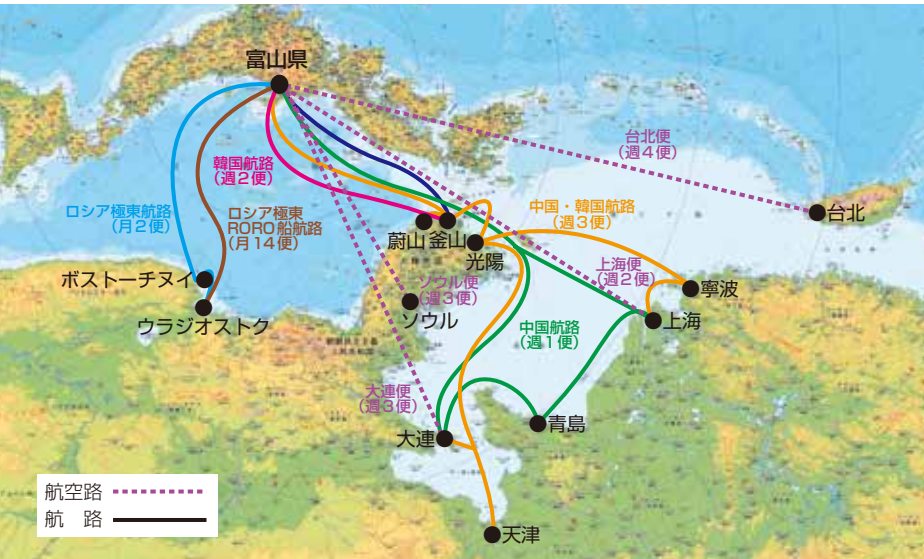 富山県
台北便
(週4便)
韓国航路
(週2便)
ロシア極東航路
(月2便)
ロシア極東
RORO船航路
(月14便)
中国・韓国航路
(週3便)
台北
蔚山
釜山
光陽
ボストーチヌイ
ウラジオストク
ソウル便
(週3便)
ソウル
上海便
(週2便)
寧波
上海
中国航路
(週1便)
大連便
(週3便)
大連
青島
天津
航空路
航　路